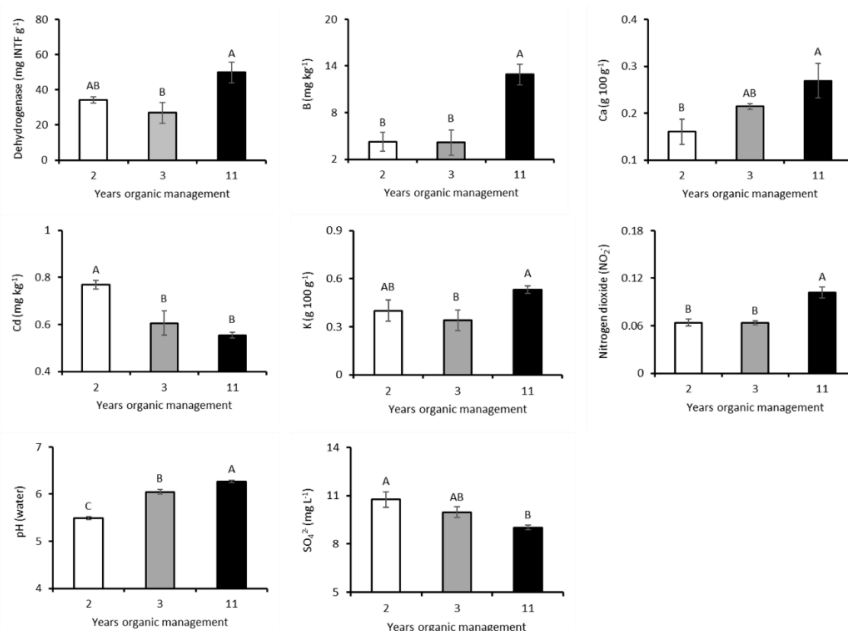 Dehydrogenase (mg INTF g⁻¹)
80
60
40
20
0
AB
B
A
2
3
11
Years organic management
B (mg kg⁻¹)
20
14
8
2
B
B
A
2
3
11
Years organic management
Ca (g 100 g⁻¹)
0.4
0.3
0.2
0.1
B
AB
A
2
3
11
Years organic management
Cd (mg kg⁻¹)
1
0.8
0.6
0.4
A
B
B
2
3
11
Years organic management
K (g 100 g⁻¹)
0.9
0.6
0.3
0
AB
B
A
2
3
11
Years organic management
Nitrogen dioxide (NO₂⁻)
0.18
0.12
0.06
0
B
B
A
2
3
11
Years organic management
pH (water)
7
6
5
4
C
B
A
2
3
11
Years organic management
SO₄²⁻ (mg L⁻¹)
14
11
8
5
A
AB
B
2
3
11
Years organic management